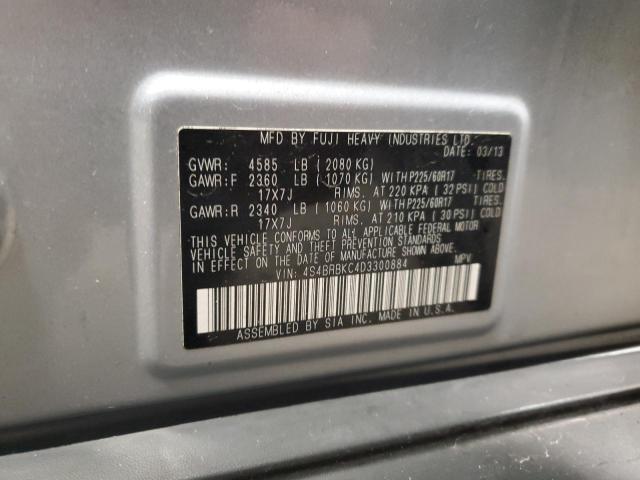 MFD BY FUJI HEAVY INDUSTRIES LTD.
DATE: 03/13
GVWR: 4585 LB (2080 KG)
GAWR:F 2360 LB (1070 KG) WITH P225/60R17 TIRES.
17X7J RIMS. AT 220 KPA (32 PSI) COLD
GAWR:R 2340 LB (1060 KG) WITH P225/60R17 TIRES.
17X7J RIMS. AT 210 KPA (30 PSI) COLD
THIS VEHICLE CONFORMS TO ALL APPLICABLE FEDERAL MOTOR
VEHICLE SAFETY AND THEFT PREVENTION STANDARDS
IN EFFECT ON THE DATE OF MANUFACTURE SHOWN ABOVE.
VIN: 4S4BRBKC4D3300884 MPV
ASSEMBLED BY SIA INC. MADE IN U.S.A.